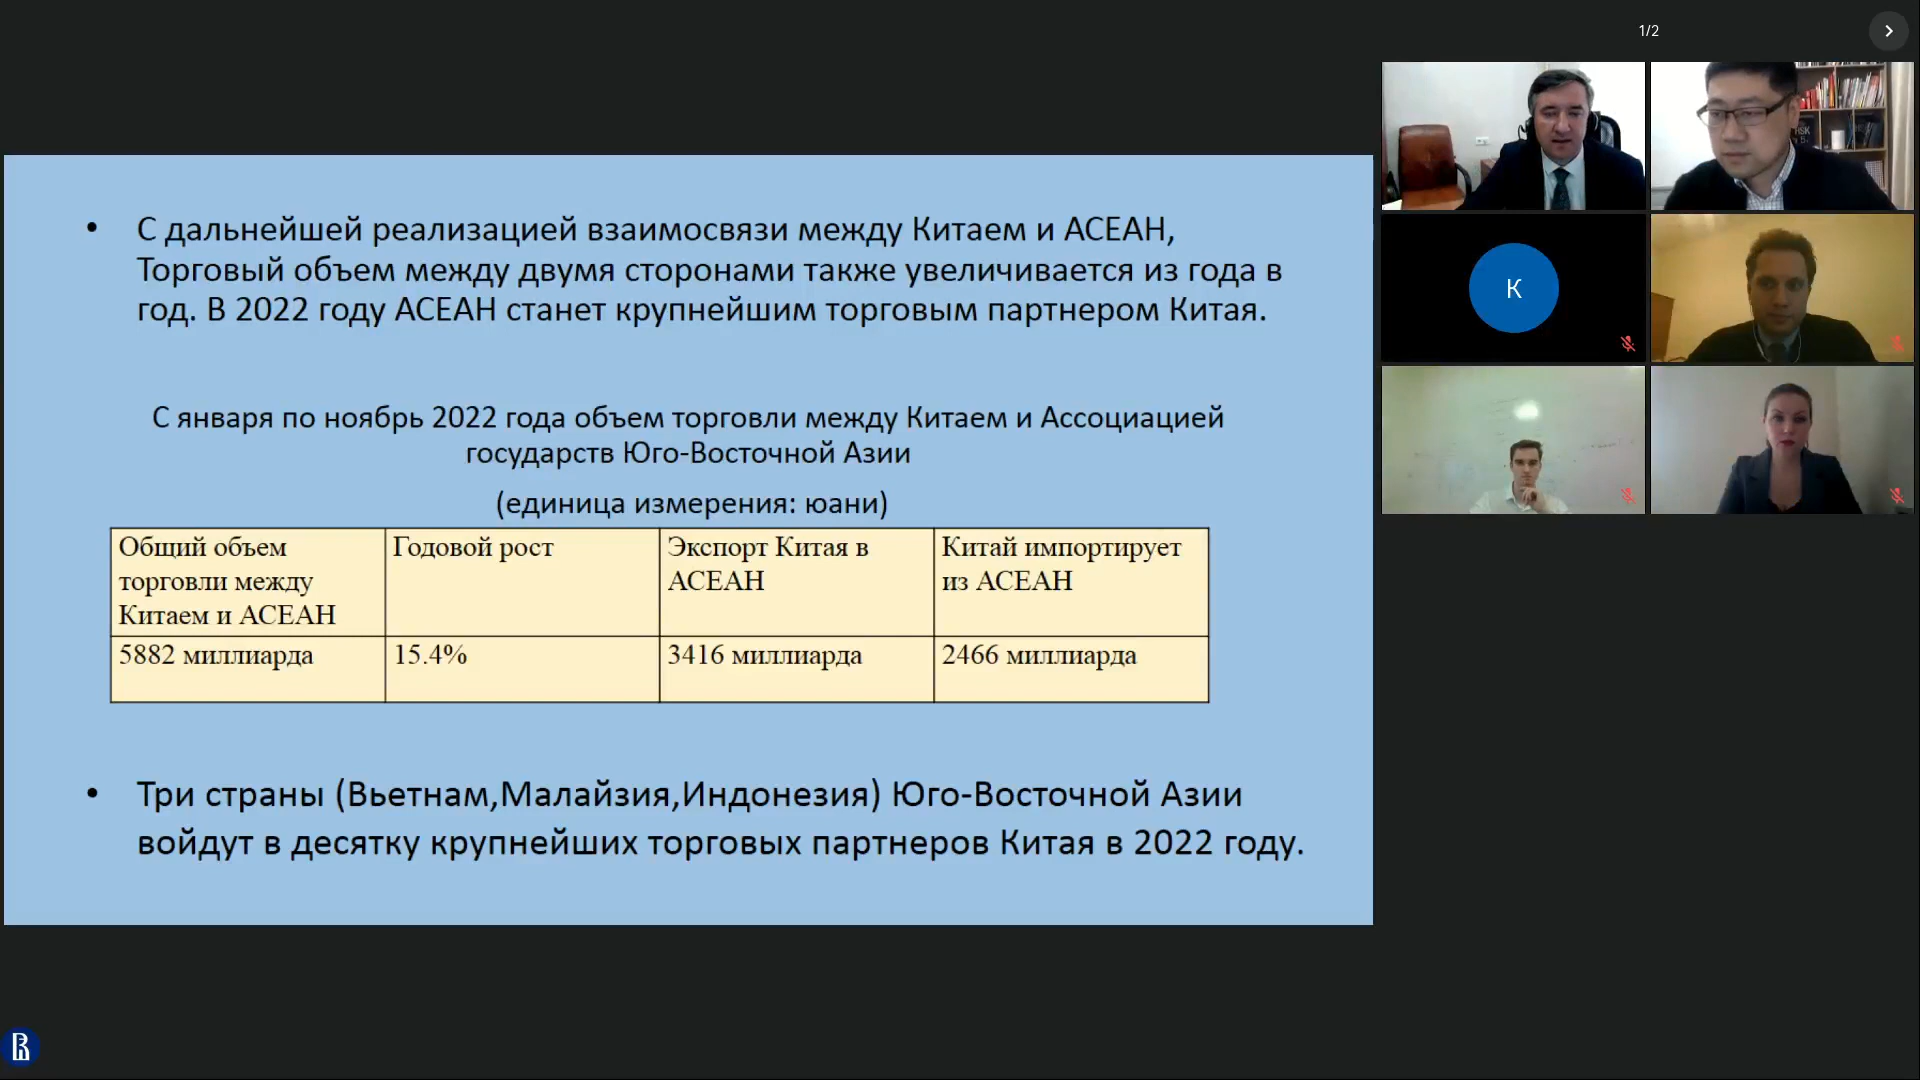 1/2
• С дальнейшей реализацией взаимосвязи между Китаем и АСЕАН,
Торговый объем между двумя сторонами также увеличивается из года в
год. В 2022 году АСЕАН станет крупнейшим торговым партнером Китая.
С января по ноябрь 2022 года объем торговли между Китаем и Ассоциацией
государств Юго-Восточной Азии
(единица измерения: юани)
Общий объем
торговли между
Китаем и АСЕАН
Годовой рост
Экспорт Китая в
АСЕАН
Китай импортирует
из АСЕАН
5882 миллиарда
15.4%
3416 миллиарда
2466 миллиарда
• Три страны (Вьетнам,Малайзия,Индонезия) Юго-Восточной Азии
войдут в десятку крупнейших торговых партнеров Китая в 2022 году.
HSK
К